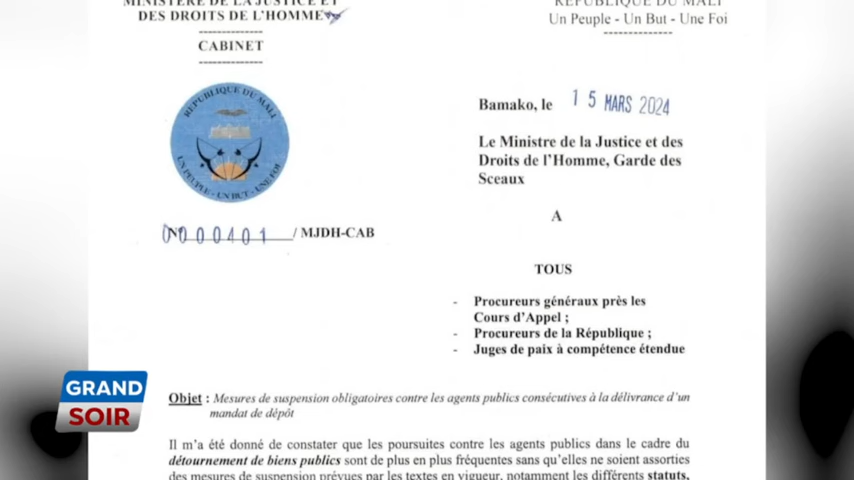 MINISTERE DE LA JUSTICE ET
DES DROITS DE L'HOMME
CABINET
REPUBLIQUE DU MALI
UN PEUPLE - UN BUT - UNE FOI
N° 0000401 / MJDH-CAB
REPUBLIQUE DU MALI
Un Peuple - Un But - Une Foi
Bamako, le 15 MARS 2024
Le Ministre de la Justice et des
Droits de l'Homme, Garde des
Sceaux
A
TOUS
- Procureurs généraux près les
Cours d'Appel ;
- Procureurs de la République ;
- Juges de paix à compétence étendue
Objet : Mesures de suspension obligatoires contre les agents publics consécutives à la délivrance d'un
mandat de dépôt
Il m'a été donné de constater que les poursuites contre les agents publics dans le cadre du
détournement de biens publics sont de plus en plus fréquentes sans qu'elles ne soient assorties
des mesures de suspension prévues par les textes en vigueur, notamment les différents statuts,
GRAND
SOIR